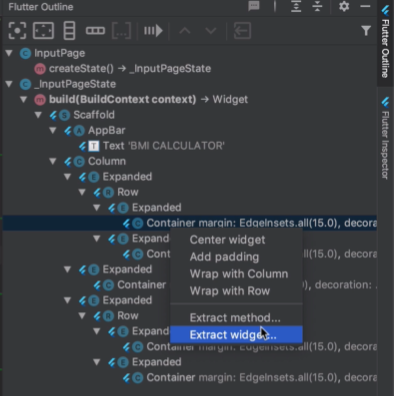 Flutter Outline
InputPage
createState() → _InputPageState
_InputPageState
build(BuildContext context) → Widget
Scaffold
AppBar
Text 'BMI CALCULATOR'
Column
Expanded
Row
Expanded
Container margin: EdgeInsets.all(15.0), decora
Expand
Cont), decora
Expanded
Container), decoration: .
Expanded
Row
Expand
Container margin: EdgeInsets.all(15.0), decora
Expanded
Container margin: EdgeInsets.all(15.0), decora
Center widget
Add padding
Wrap with Column
Wrap with Row
Extract method...
Extract widget...
Flutter Outline
Flutter Inspector